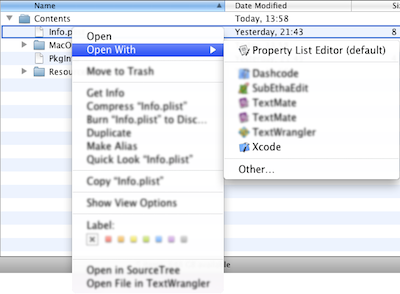 Name
Date Modified
Siz
Contents
Today, 13:58
Info.p
Yesterday, 21:43
8
MacO
PkgIn
Resou
Open
Open With
Move to Trash
Get Info
Compress “Info.plist”
Burn “Info.plist” to Disc…
Duplicate
Make Alias
Quick Look “Info.plist”
Copy “Info.plist”
Show View Options
Label:
Open in SourceTree
Open File in TextWrangler
Property List Editor (default)
Dashcode
SubEthaEdit
TextMate
TextMate
TextWrangler
Xcode
Other…
le